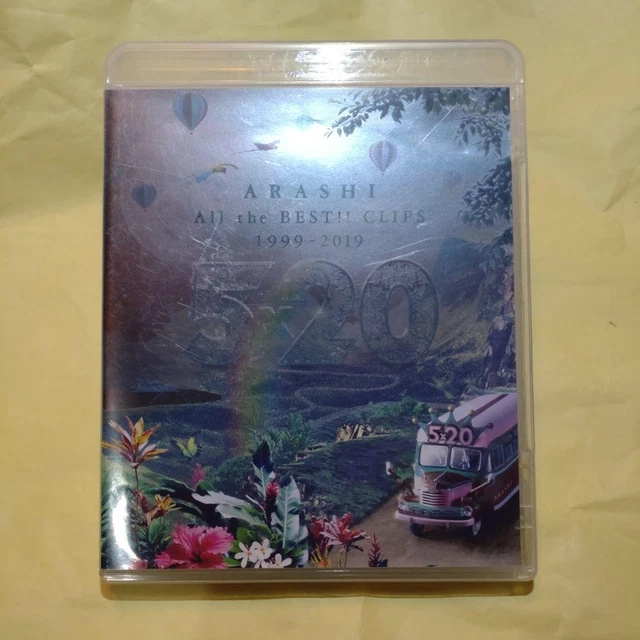 ARASHI
All the BEST!! CLIPS
1999-2019
5×20
5×20